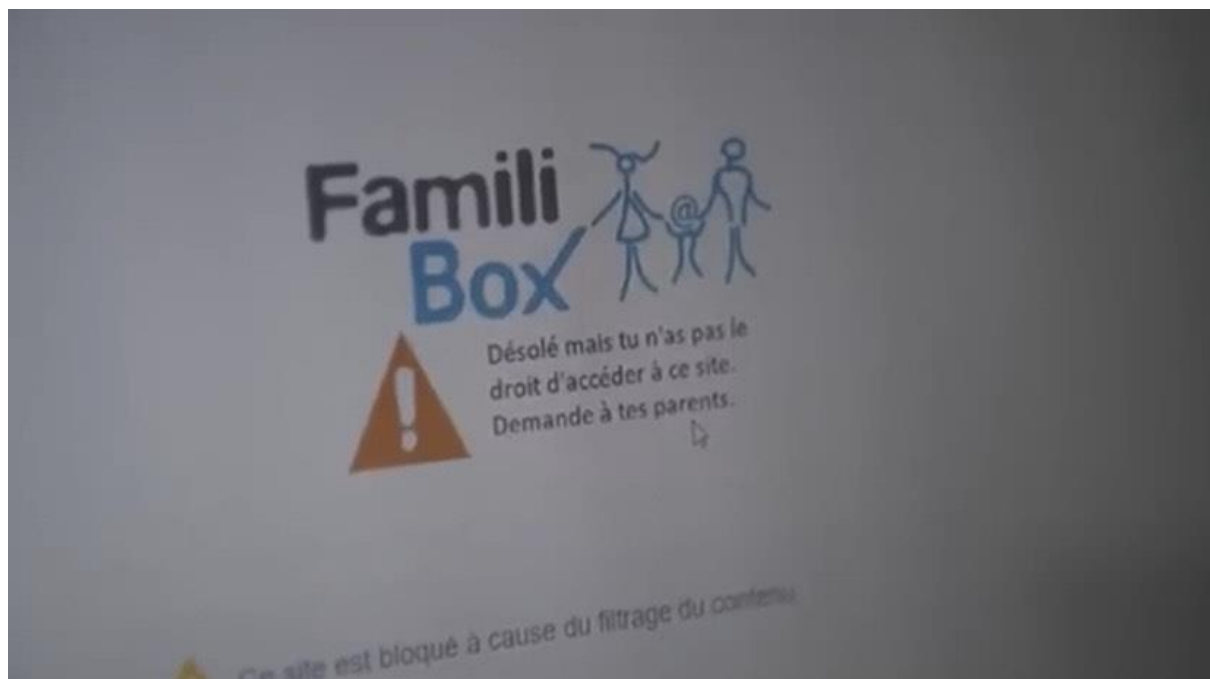 Famili
Box
@
Désolé mais tu n'as pas le
droit d'accéder à ce site.
Demande à tes parents.
!
Ce site est bloqué à cause du filtrage du contenu